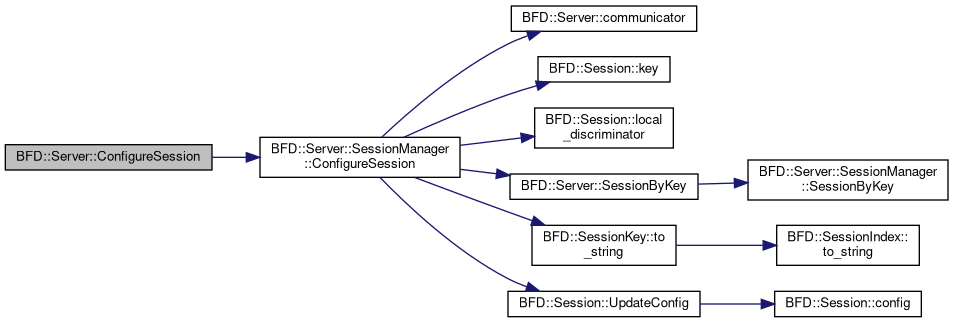 BFD::Server::ConfigureSession
BFD::Server::SessionManager
::ConfigureSession
BFD::Server::communicator
BFD::Session::key
BFD::Session::local
_discriminator
BFD::Server::SessionByKey
BFD::Server::SessionManager
::SessionByKey
BFD::SessionKey::to
_string
BFD::SessionIndex::
to_string
BFD::Session::UpdateConfig
BFD::Session::config